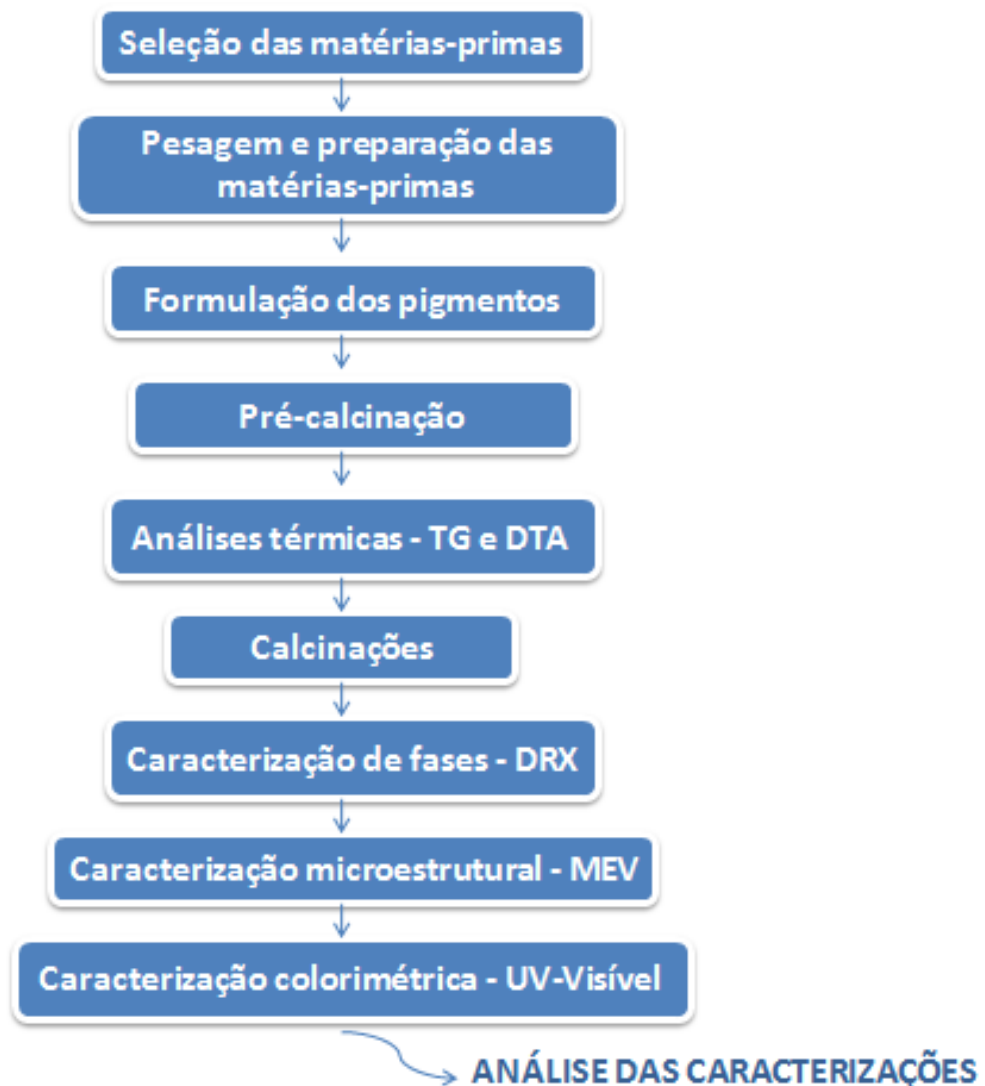 Seleção das matérias-primas
Pesagem e preparação das
matérias-primas
Formulação dos pigmentos
Pré-calcinação
Análises térmicas - TG e DTA
Calcinações
Caracterização de fases - DRX
Caracterização microestrutural - MEV
Caracterização colorimétrica - UV-Visível
ANÁLISE DAS CARACTERIZAÇÕES